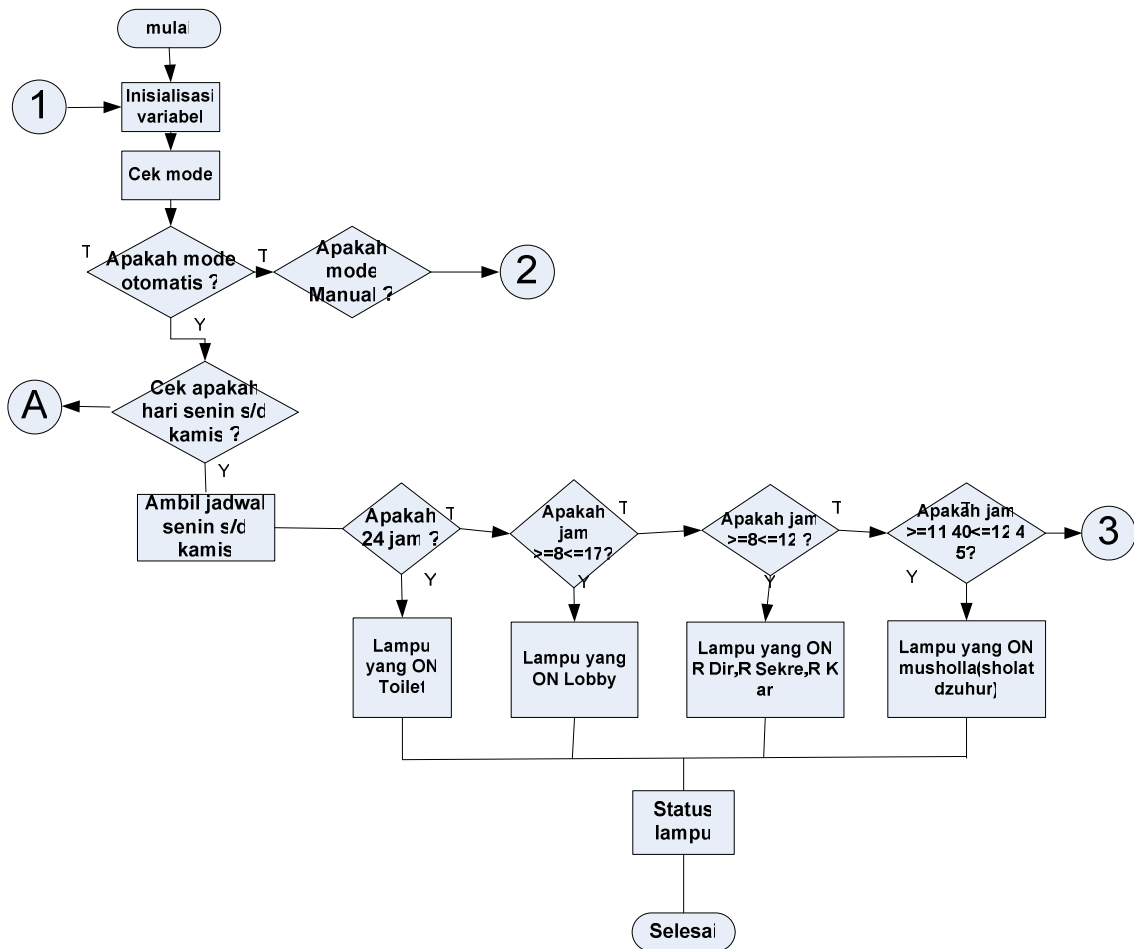 mulai
1
Inisialisasi
variabel
Cek mode
T
Apakah mode
otomatis ?
T
Apakah
mode
Manual ?
2
Y
A
Cek apakah
hari senin s/d
kamis ?
Y
Ambil jadwal
senin s/d
kamis
Apakah
24 jam ?
T
Y
Apakah
jam
>=8<=17?
T
Y
Apakah jam
>=8<=12 ?
T
Y
T
Apakah jam
>=11 40<=12 4
5?
Y
3
Lampu
yang ON
Toilet
Lampu yang
ON Lobby
Lampu yang ON
R Dir,R Sekre,R K
ar
Lampu yang ON
musholla(sholat
dzuhur)
Status
lampu
Selesai